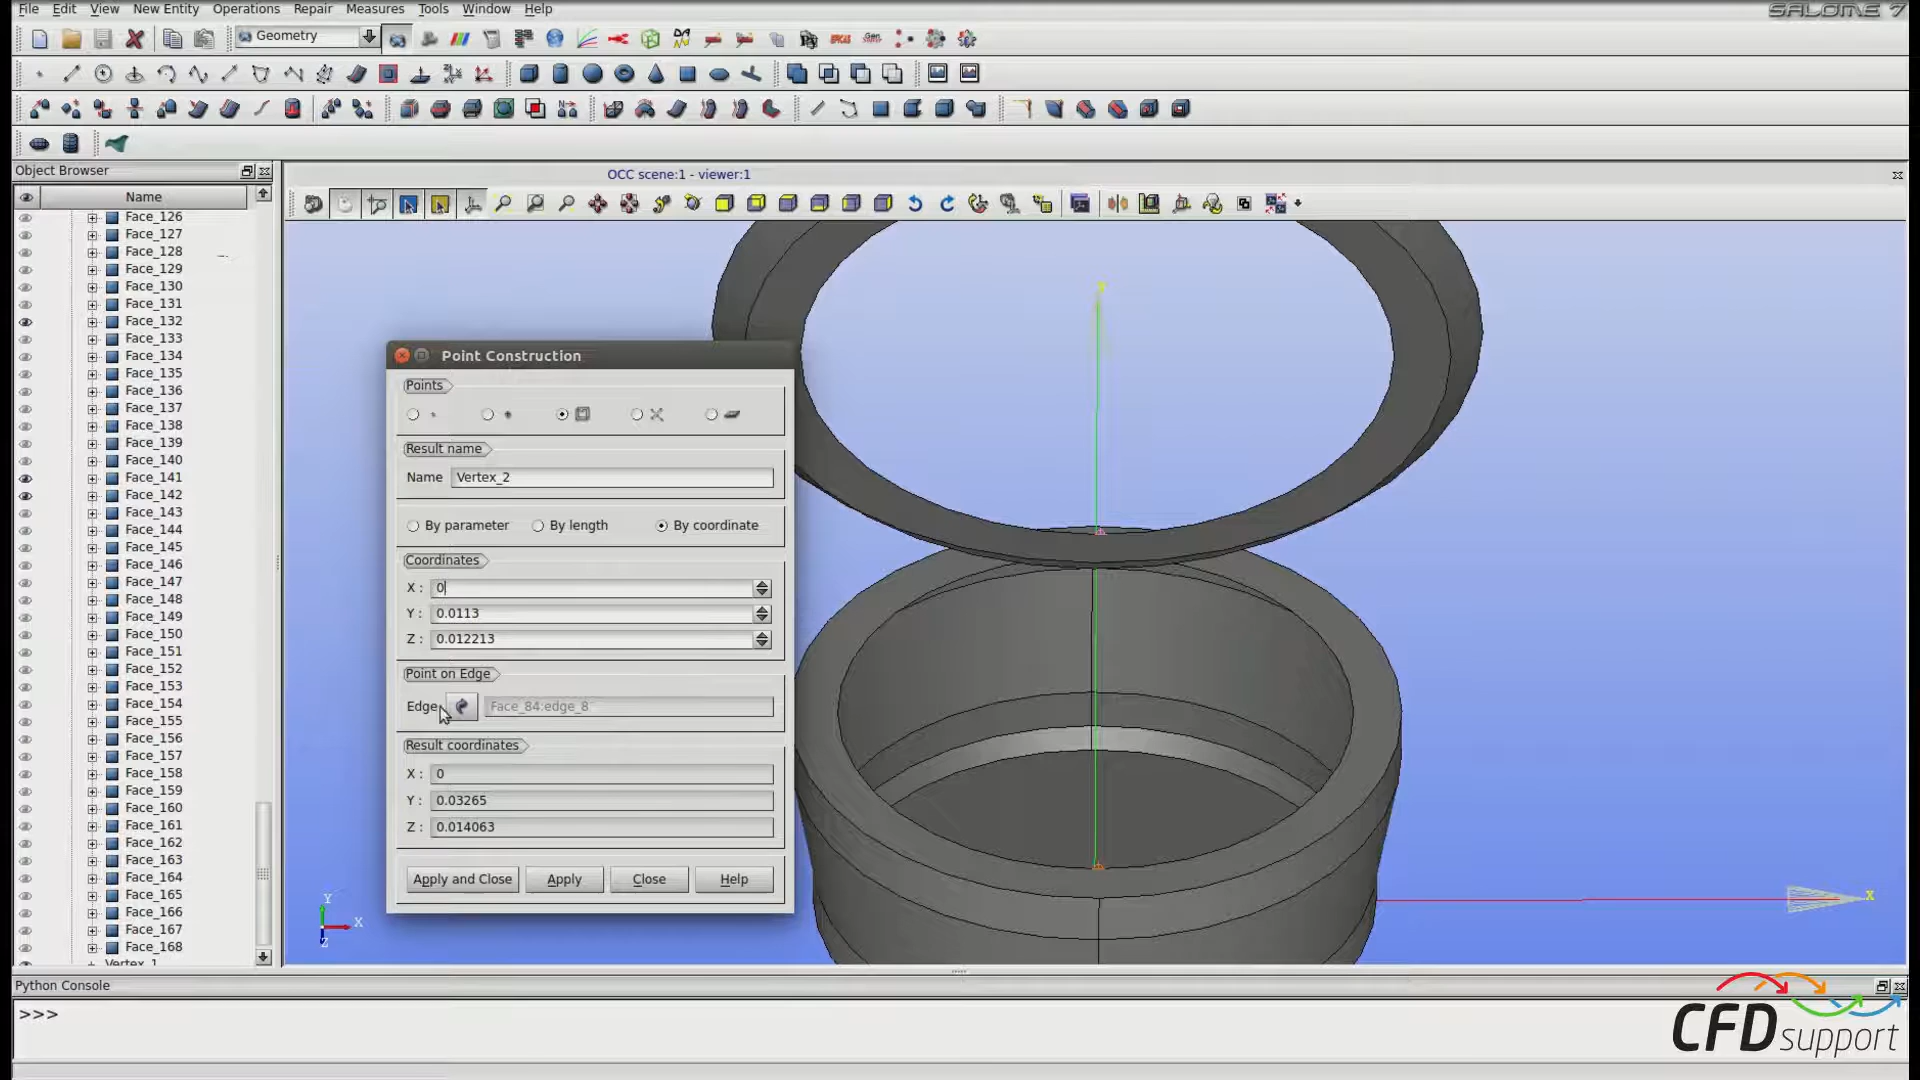 File Edit View New Entity Operations Repair Measures Tools Window Help
SALOME 7
Geometry
Object Browser
OCC scene:1 - viewer:1
Name
Face_126
Face_127
Face_128
Face_129
Face_130
Face_131
Face_132
Face_133
Face_134
Face_135
Face_136
Face_137
Face_138
Face_139
Face_140
Face_141
Face_142
Face_143
Face_144
Face_145
Face_146
Face_147
Face_148
Face_149
Face_150
Face_151
Face_152
Face_153
Face_154
Face_155
Face_156
Face_157
Face_158
Face_159
Face_160
Face_161
Face_162
Face_163
Face_164
Face_165
Face_166
Face_167
Face_168
Vertex_1
Point Construction
Points
Result name
Name Vertex_2
By parameter By length By coordinate
Coordinates
X : 0
Y : 0.0113
Z : 0.012213
Point on Edge
Edge Face_84:edge_8
Result coordinates
X : 0
Y : 0.03265
Z : 0.014063
Apply and Close Apply Close Help
Y
X
Y
X
Z
Python Console
>>>
CFD support